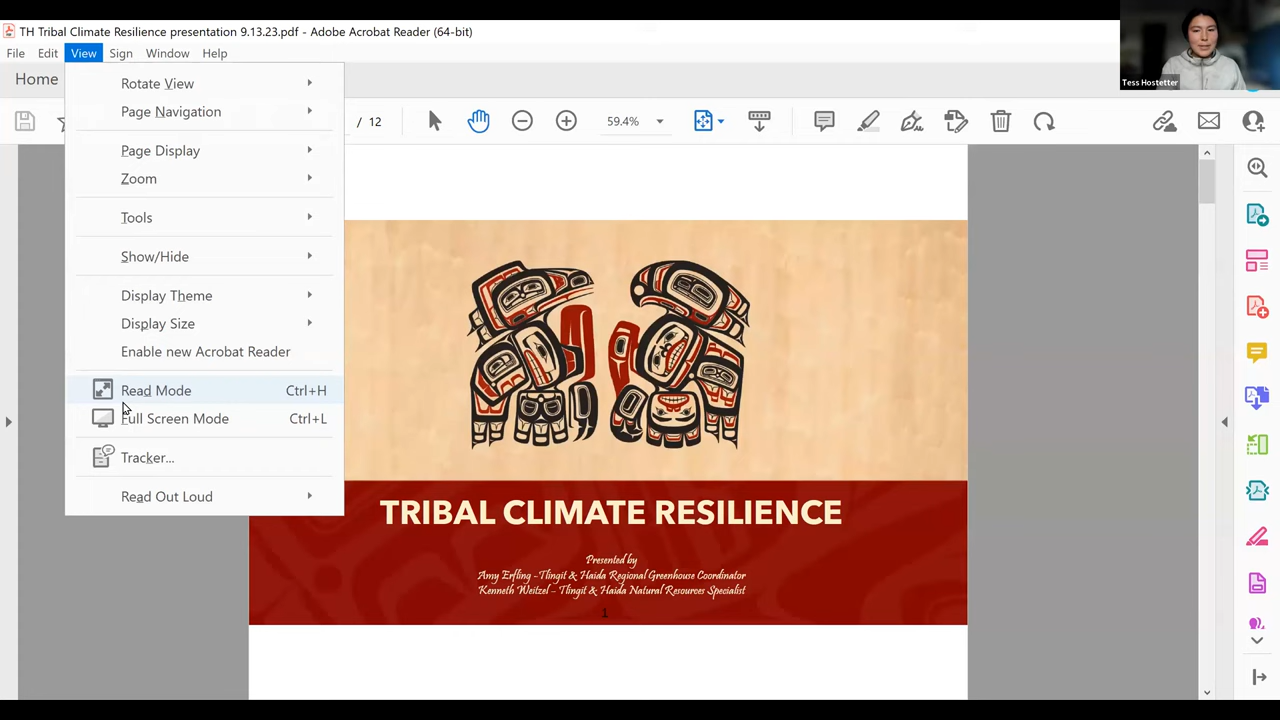 TH Tribal Climate Resilience presentation 9.13.23.pdf - Adobe Acrobat Reader (64-bit)
File Edit View Sign Window Help
Home
/ 12 59.4%
Rotate View
Page Navigation
Page Display
Zoom
Tools
Show/Hide
Display Theme
Display Size
Enable new Acrobat Reader
Read Mode Ctrl+H
Full Screen Mode Ctrl+L
Tracker...
Read Out Loud
Tess Hostetter
TRIBAL CLIMATE RESILIENCE
Presented by
Amy Erfling -Tlingit & Haida Regional Greenhouse Coordinator
Kenneth Weitzel – Tlingit & Haida Natural Resources Specialist
1